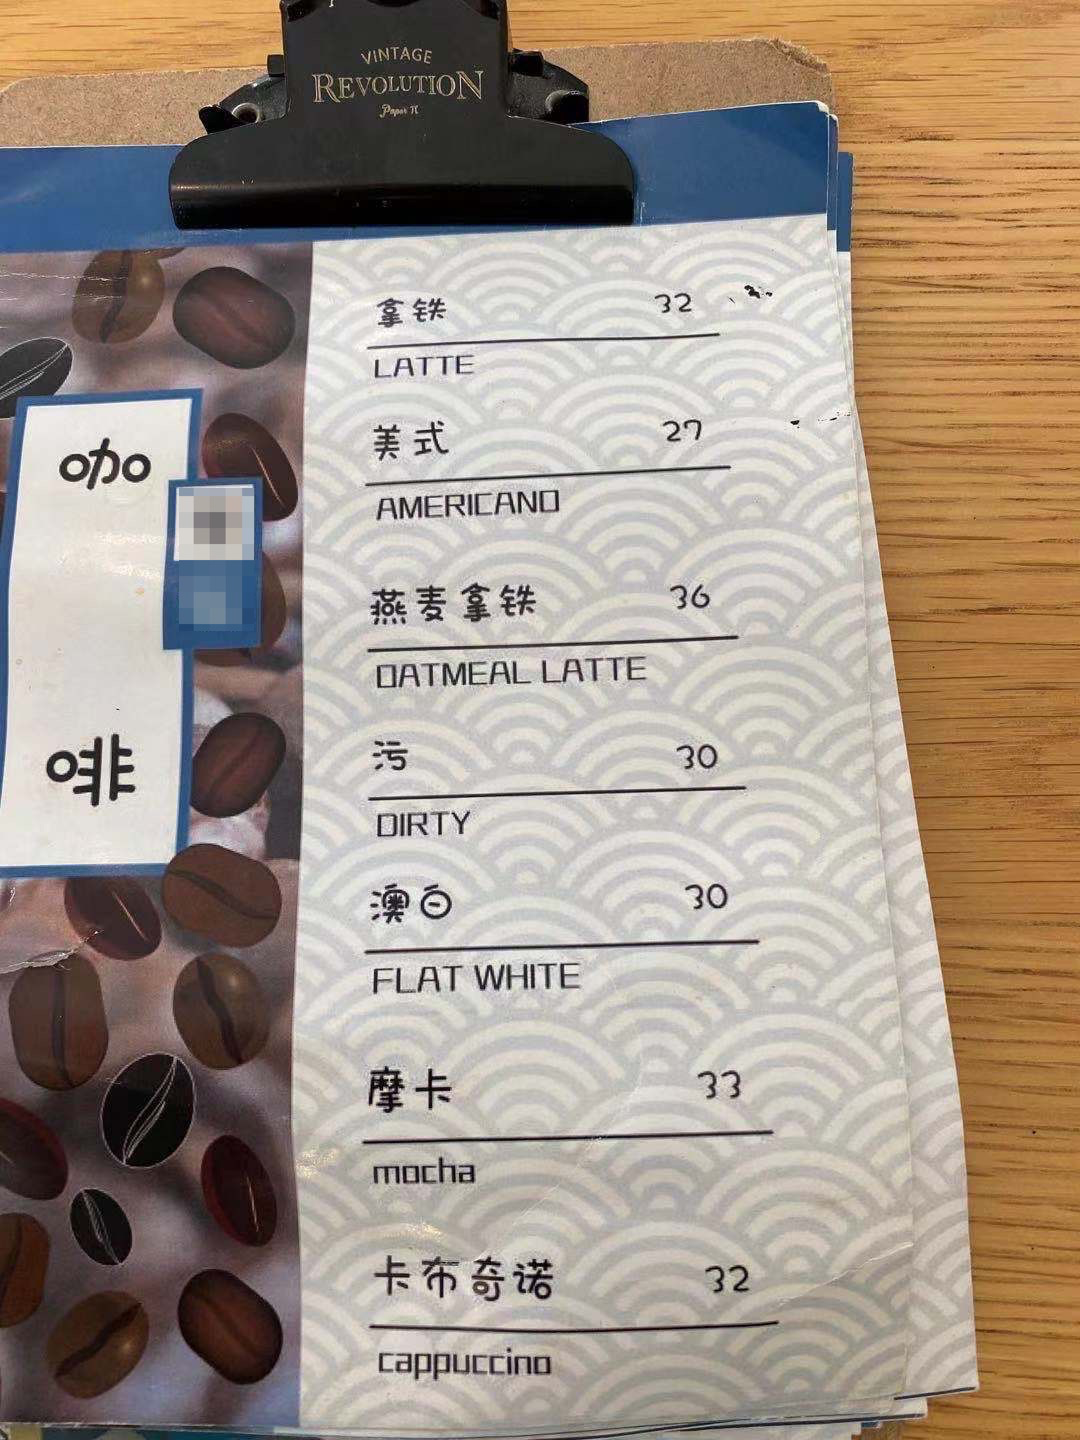 VINTAGE
REVOLUTION
Paper π
咖
啡
拿铁 32
LATTE
美式 27
AMERICANO
燕麦拿铁 36
OATMEAL LATTE
污 30
DIRTY
澳白 30
FLAT WHITE
摩卡 33
mocha
卡布奇诺 32
cappuccino